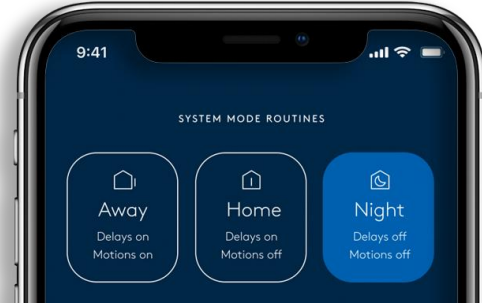 9:41
SYSTEM MODE ROUTINES
Away
Delays on
Motions on
Home
Delays on
Motions off
Night
Delays off
Motions off